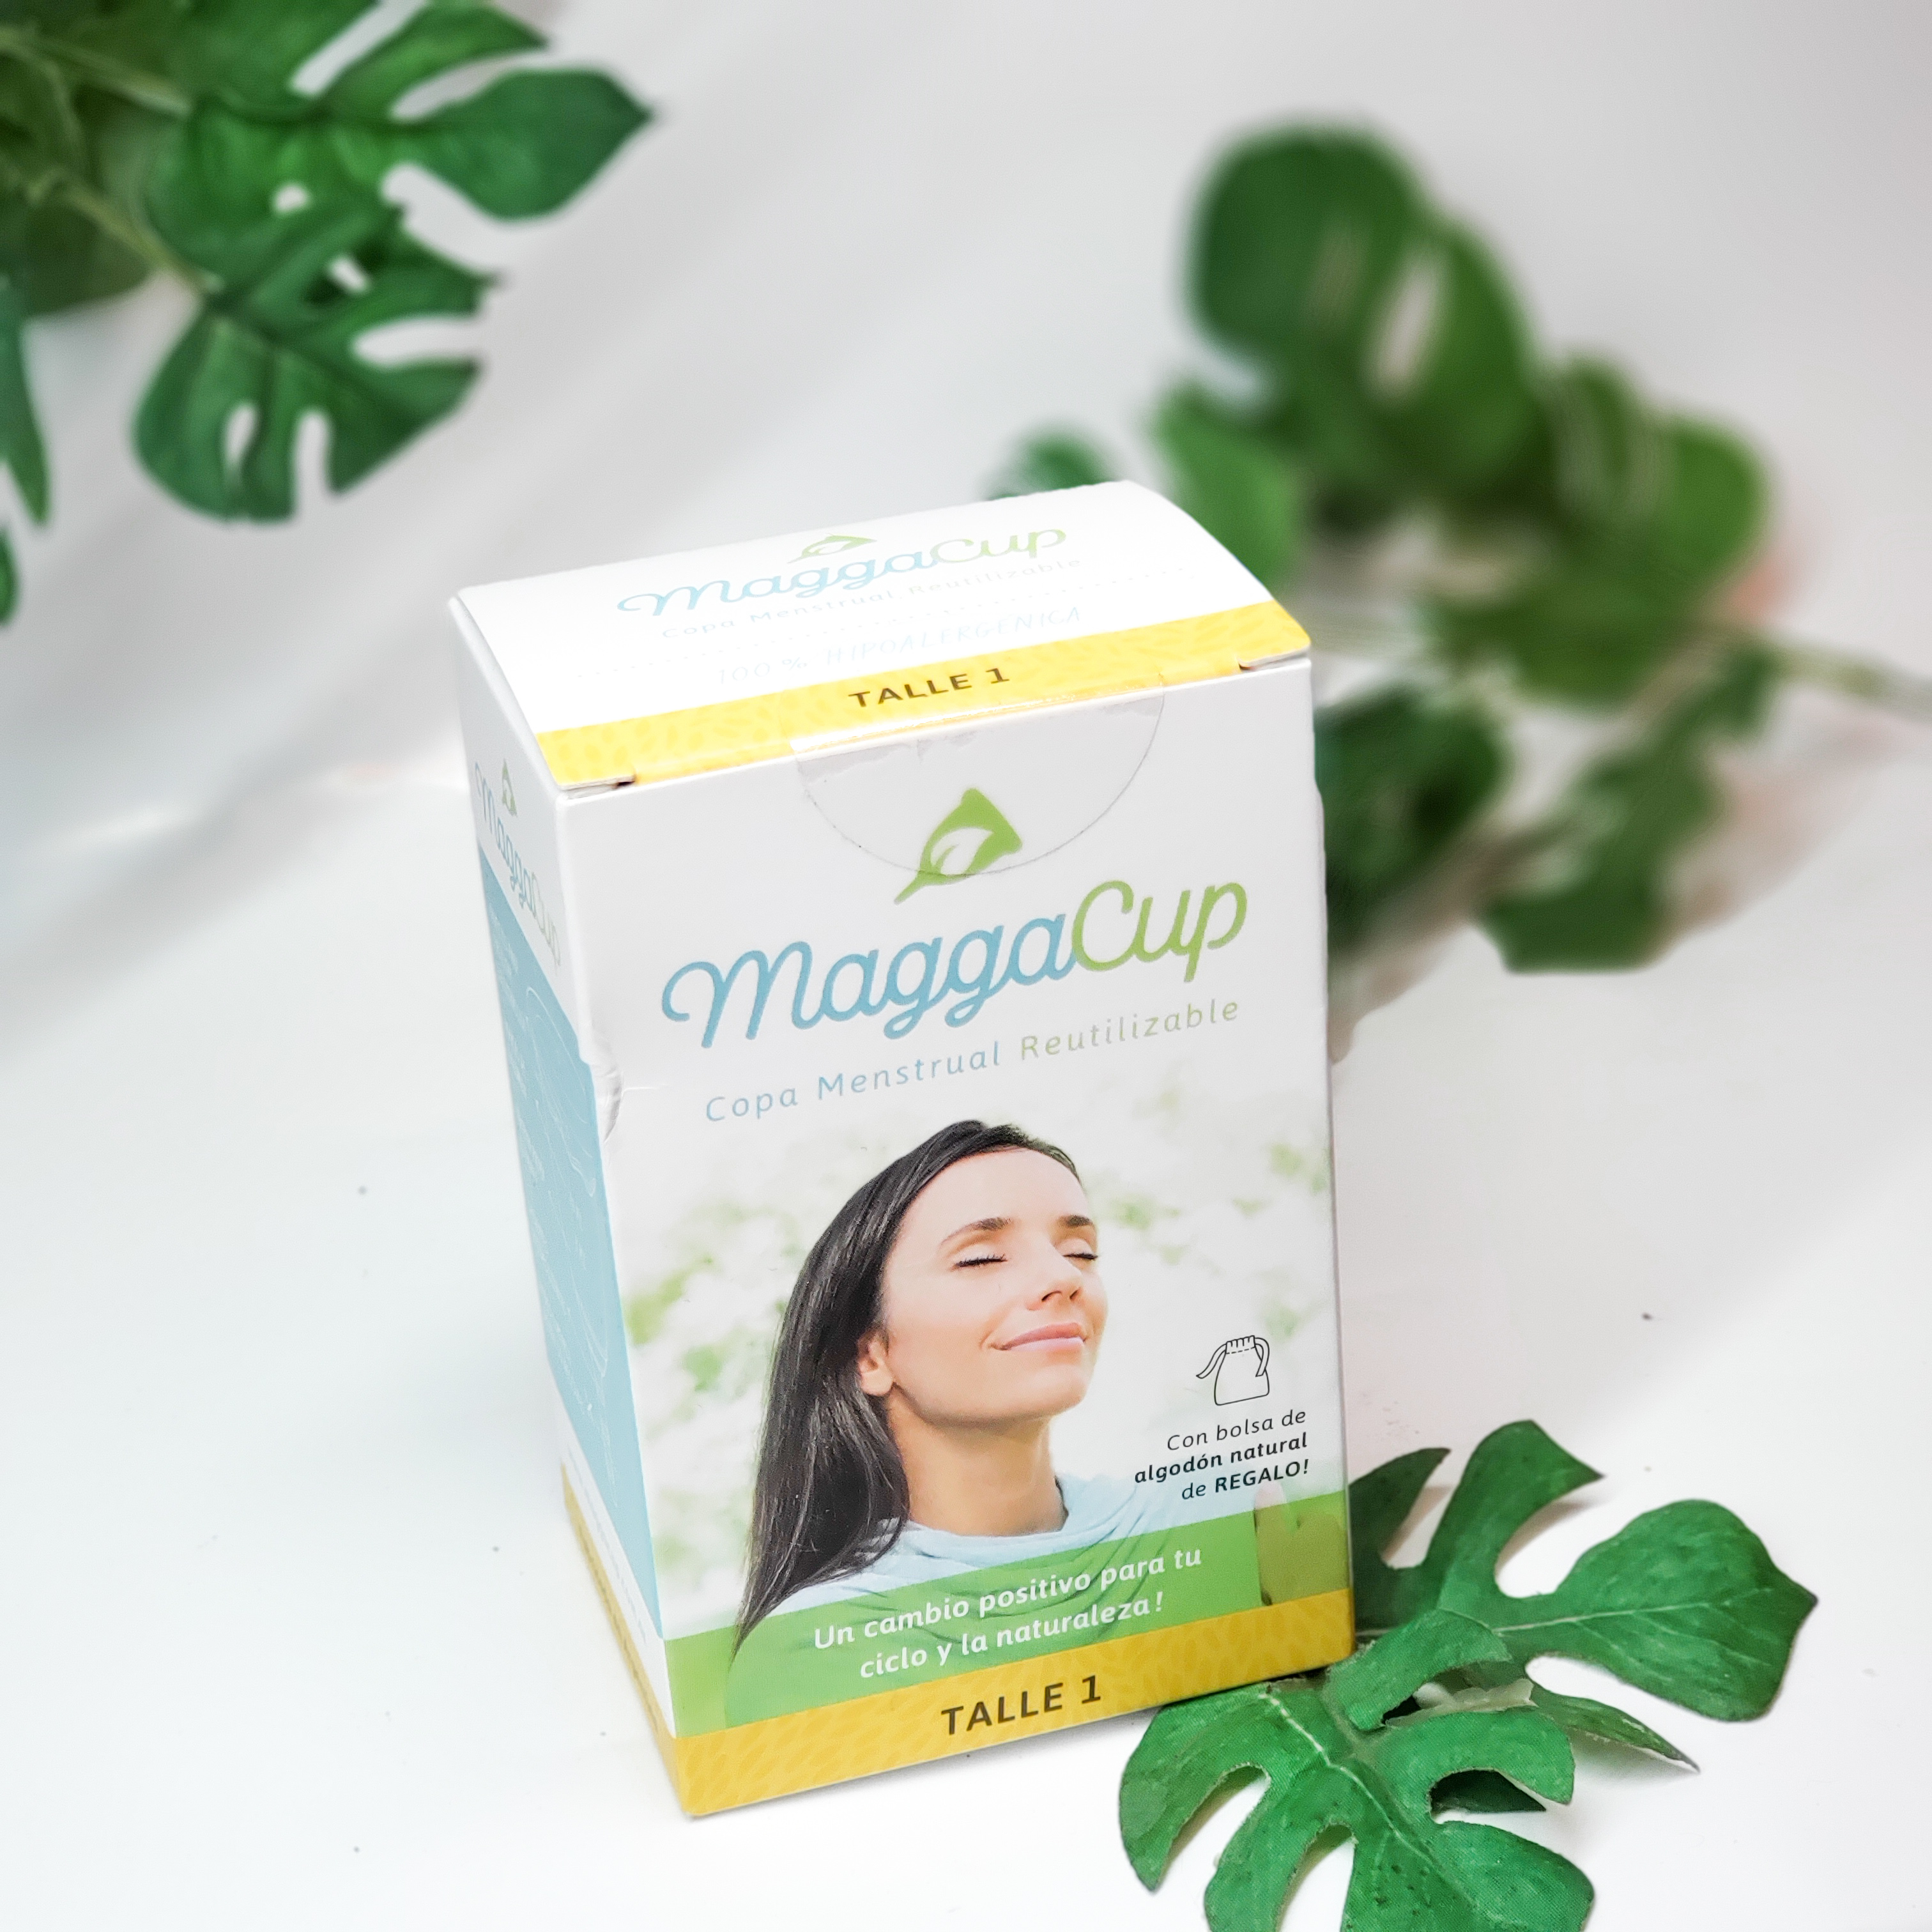 MaggaCup
Copa Menstrual Reutilizable
100% HIPOALERGÉNICA
TALLE 1
MaggaCup
MaggaCup
Copa Menstrual Reutilizable
Con bolsa de
algodón natural
de REGALO!
Un cambio positivo para tu
ciclo y la naturaleza!
TALLE 1